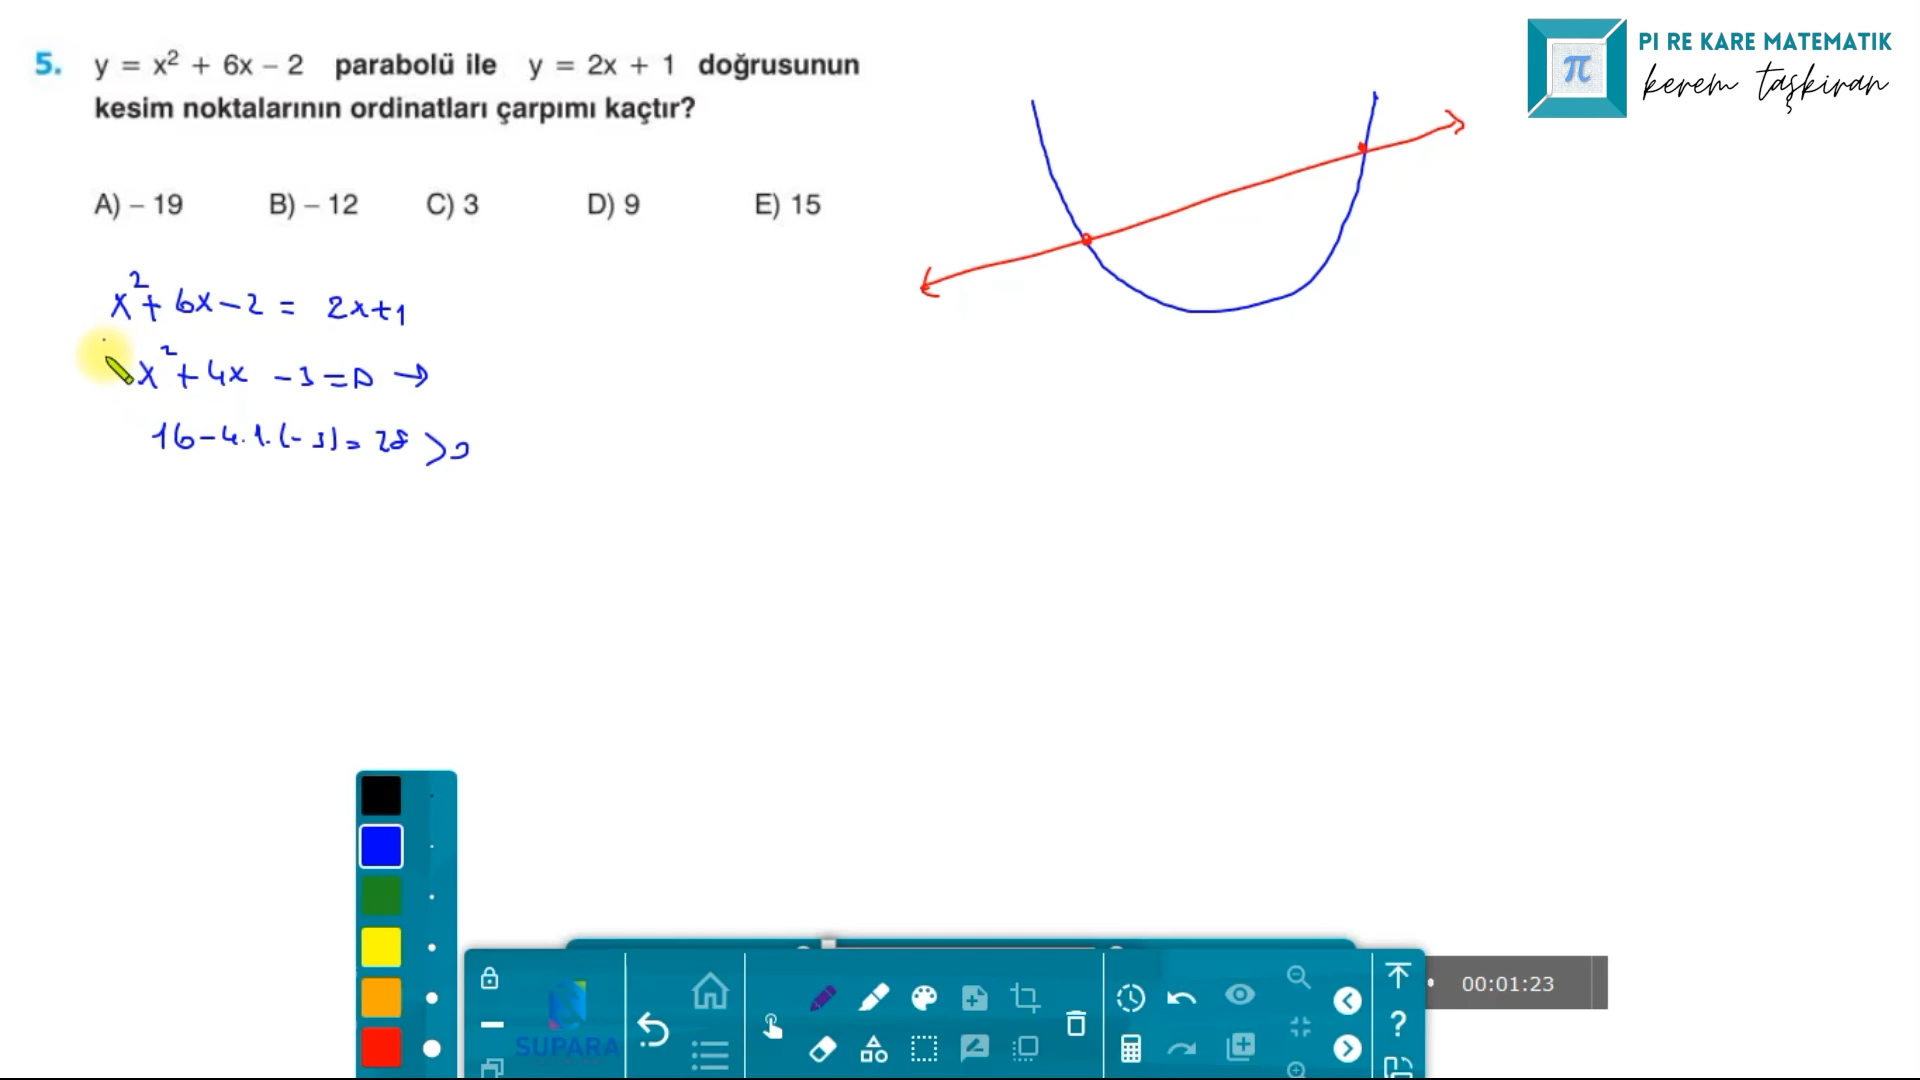 5. y = x² + 6x – 2 parabolü ile y = 2x + 1 doğrusunun
kesim noktalarının ordinatları çarpımı kaçtır?
A) – 19 B) – 12 C) 3 D) 9 E) 15
x² + 6x – 2 = 2x + 1
x² + 4x – 3 = 0 →
16 – 4.1.(–3) = 28 > 0
PI RE KARE MATEMATIK
kerem taşkiran
π
SUPARA
?
00:01:23